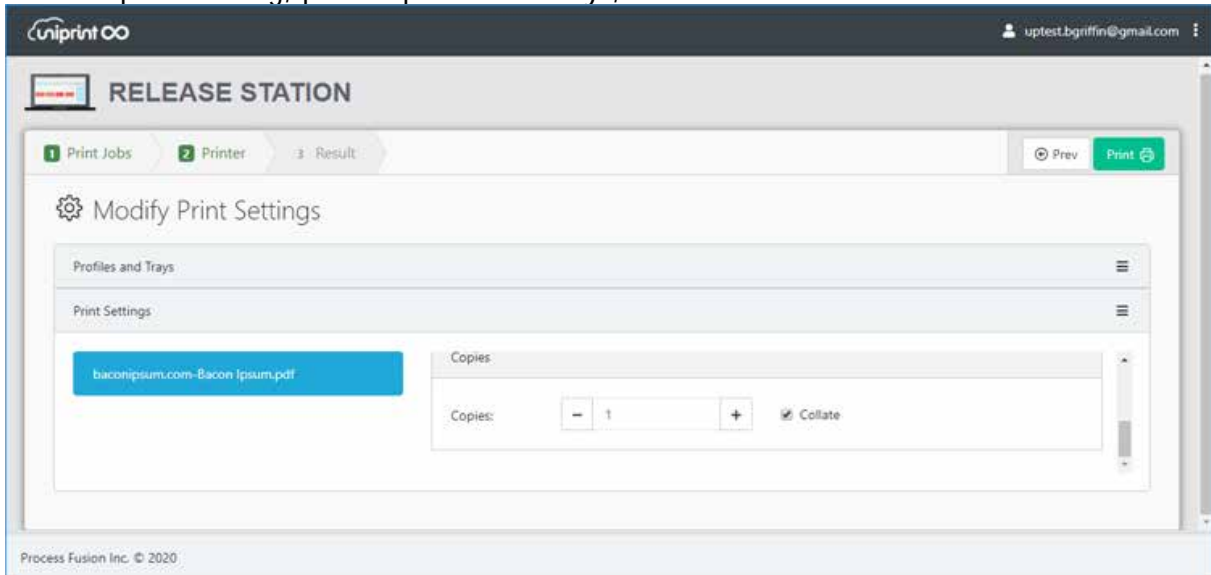 uniprint
uptest.bgriffin@gmail.com
RELEASE STATION
1 Print Jobs 2 Printer 3 Result Prev Print
Modify Print Settings
Profiles and Trays
Print Settings
baconipsum.com-Bacon Ipsum.pdf
Copies
Copies: - 1 + Collate
Process Fusion Inc. © 2020